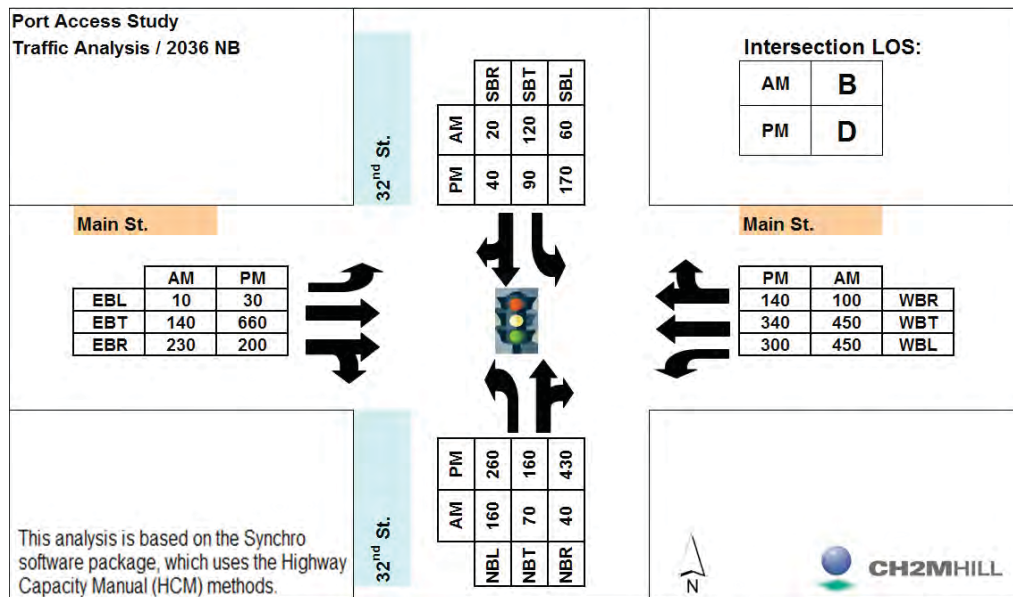 Port Access Study
Traffic Analysis / 2036 NB
32nd St.
SBR SBT SBL
AM 20 120 60
PM 40 90 170
Intersection LOS:
AM B
PM D
Main St.
AM PM
EBL 10 30
EBT 140 660
EBR 230 200
Main St.
PM AM
140 100 WBR
340 450 WBT
300 450 WBL
32nd St.
PM 260 160 430
AM 160 70 40
NBL NBT NBR
This analysis is based on the Synchro
software package, which uses the Highway
Capacity Manual (HCM) methods.
N
CH2MHILL